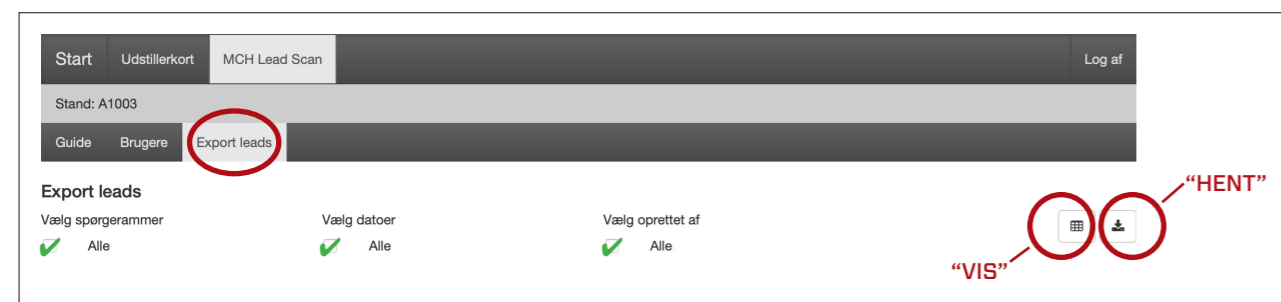 Start Udstillerkort MCH Lead Scan Log af
Stand: A1003
Guide Brugere Export leads
Export leads
"HENT"
Vælg spørgerammer Vælg datoer Vælg oprettet af
Alle Alle Alle
"VIS"